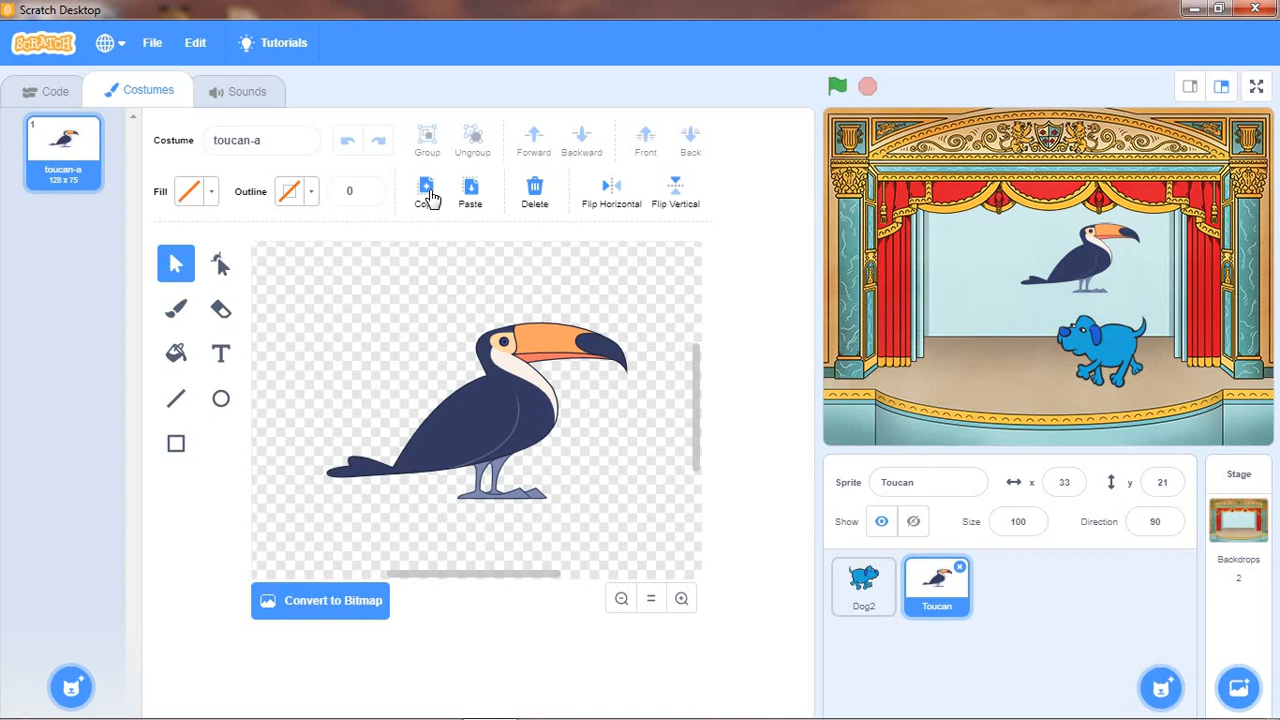 Scratch Desktop
SCRATCH File Edit Tutorials
Code Costumes Sounds
1
toucan-a
128 x 75
Costume toucan-a Group Ungroup Forward Backward Front Back
Fill Outline 0 Paste Delete Flip Horizontal Flip Vertical
Convert to Bitmap
Sprite Toucan x 33 y 21
Show Size 100 Direction 90
Dog2 Toucan
Stage
Backdrops
2